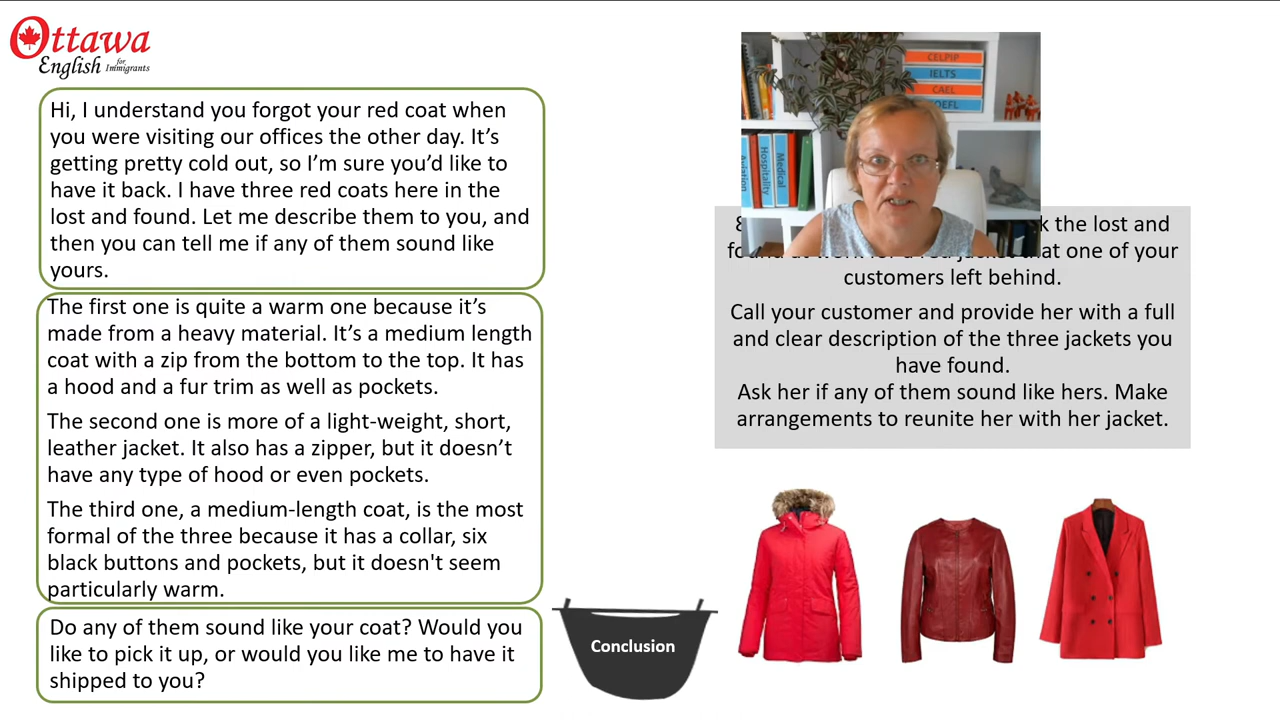 Ottawa
English for Immigrants
Hi, I understand you forgot your red coat when
you were visiting our offices the other day. It’s
getting pretty cold out, so I’m sure you’d like to
have it back. I have three red coats here in the
lost and found. Let me describe them to you, and
then you can tell me if any of them sound like
yours.
The first one is quite a warm one because it’s
made from a heavy material. It’s a medium length
coat with a zip from the bottom to the top. It has
a hood and a fur trim as well as pockets.
The second one is more of a light-weight, short,
leather jacket. It also has a zipper, but it doesn’t
have any type of hood or even pockets.
The third one, a medium-length coat, is the most
formal of the three because it has a collar, six
black buttons and pockets, but it doesn't seem
particularly warm.
Do any of them sound like your coat? Would you
like to pick it up, or would you like me to have it
shipped to you?
Conclusion
CELPIP
IELTS
CAEL
Hospitality
Medical
the lost and
that one of your
customers left behind.
Call your customer and provide her with a full
and clear description of the three jackets you
have found.
Ask her if any of them sound like hers. Make
arrangements to reunite her with her jacket.